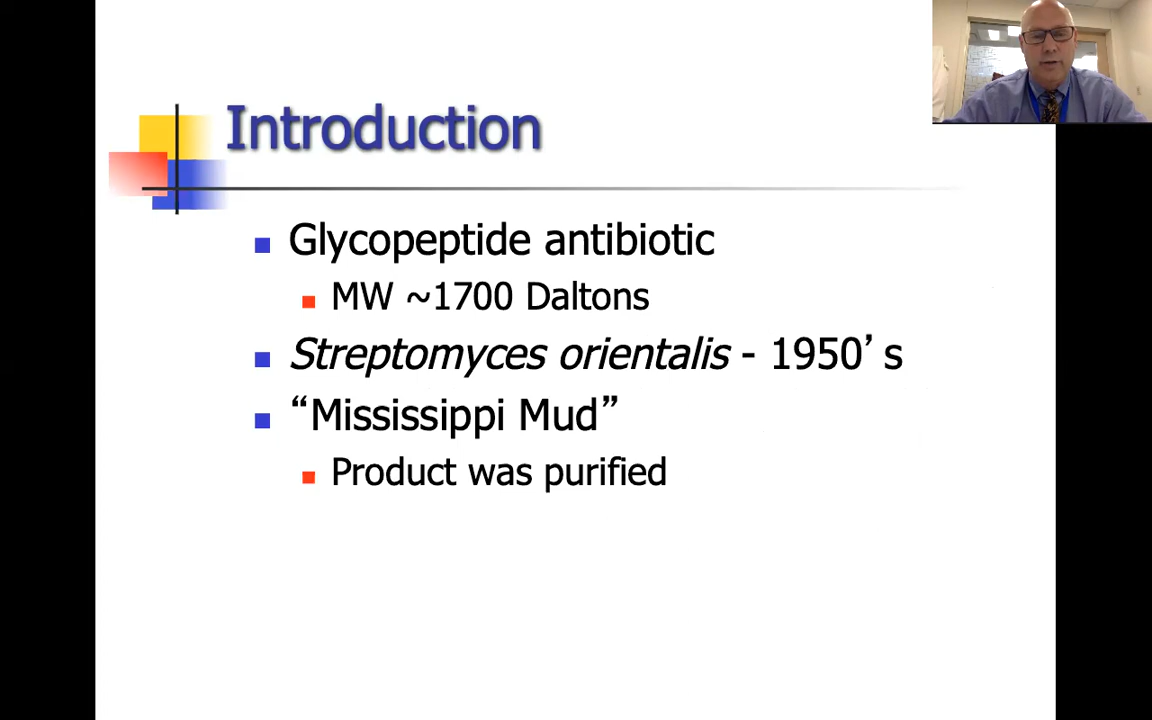 Introduction
Glycopeptide antibiotic
MW ~1700 Daltons
Streptomyces orientalis - 1950’ s
“Mississippi Mud”
Product was purified